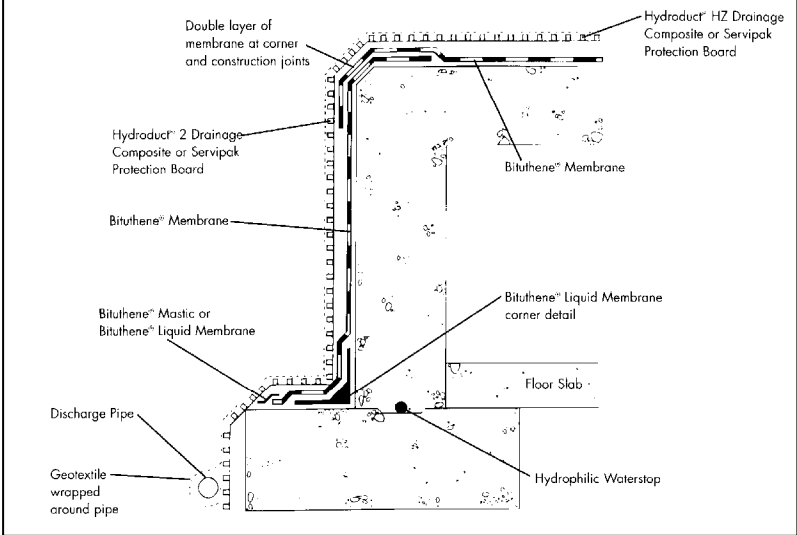 Double layer of
membrane at corner
and construction joints
Hydroduct® HZ Drainage
Composite or Servipak
Protection Board
Hydroduct® 2 Drainage
Composite or Servipak
Protection Board
Bituthene® Membrane
Bituthene® Membrane
Bituthene® Mastic or
Bituthene® Liquid Membrane
Bituthene® Liquid Membrane
corner detail
Floor Slab
Discharge Pipe
Geotextile
wrapped
around pipe
Hydrophilic Waterstop